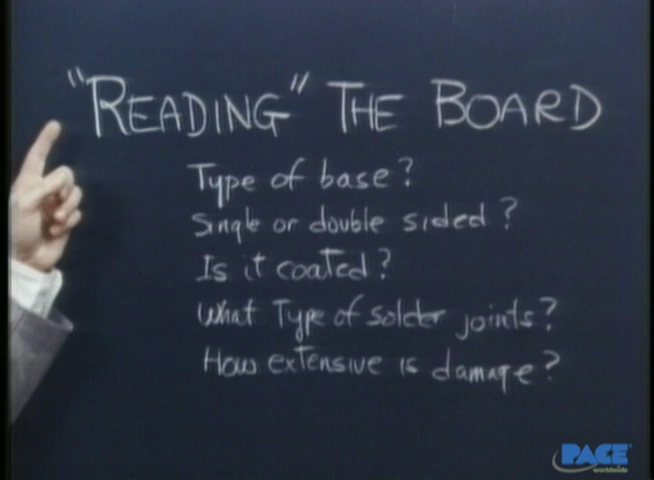 "READING" THE BOARD
Type of base?
Single or double sided?
Is it coated?
What Type of solder joints?
How extensive is damage?
PACE
worldwide